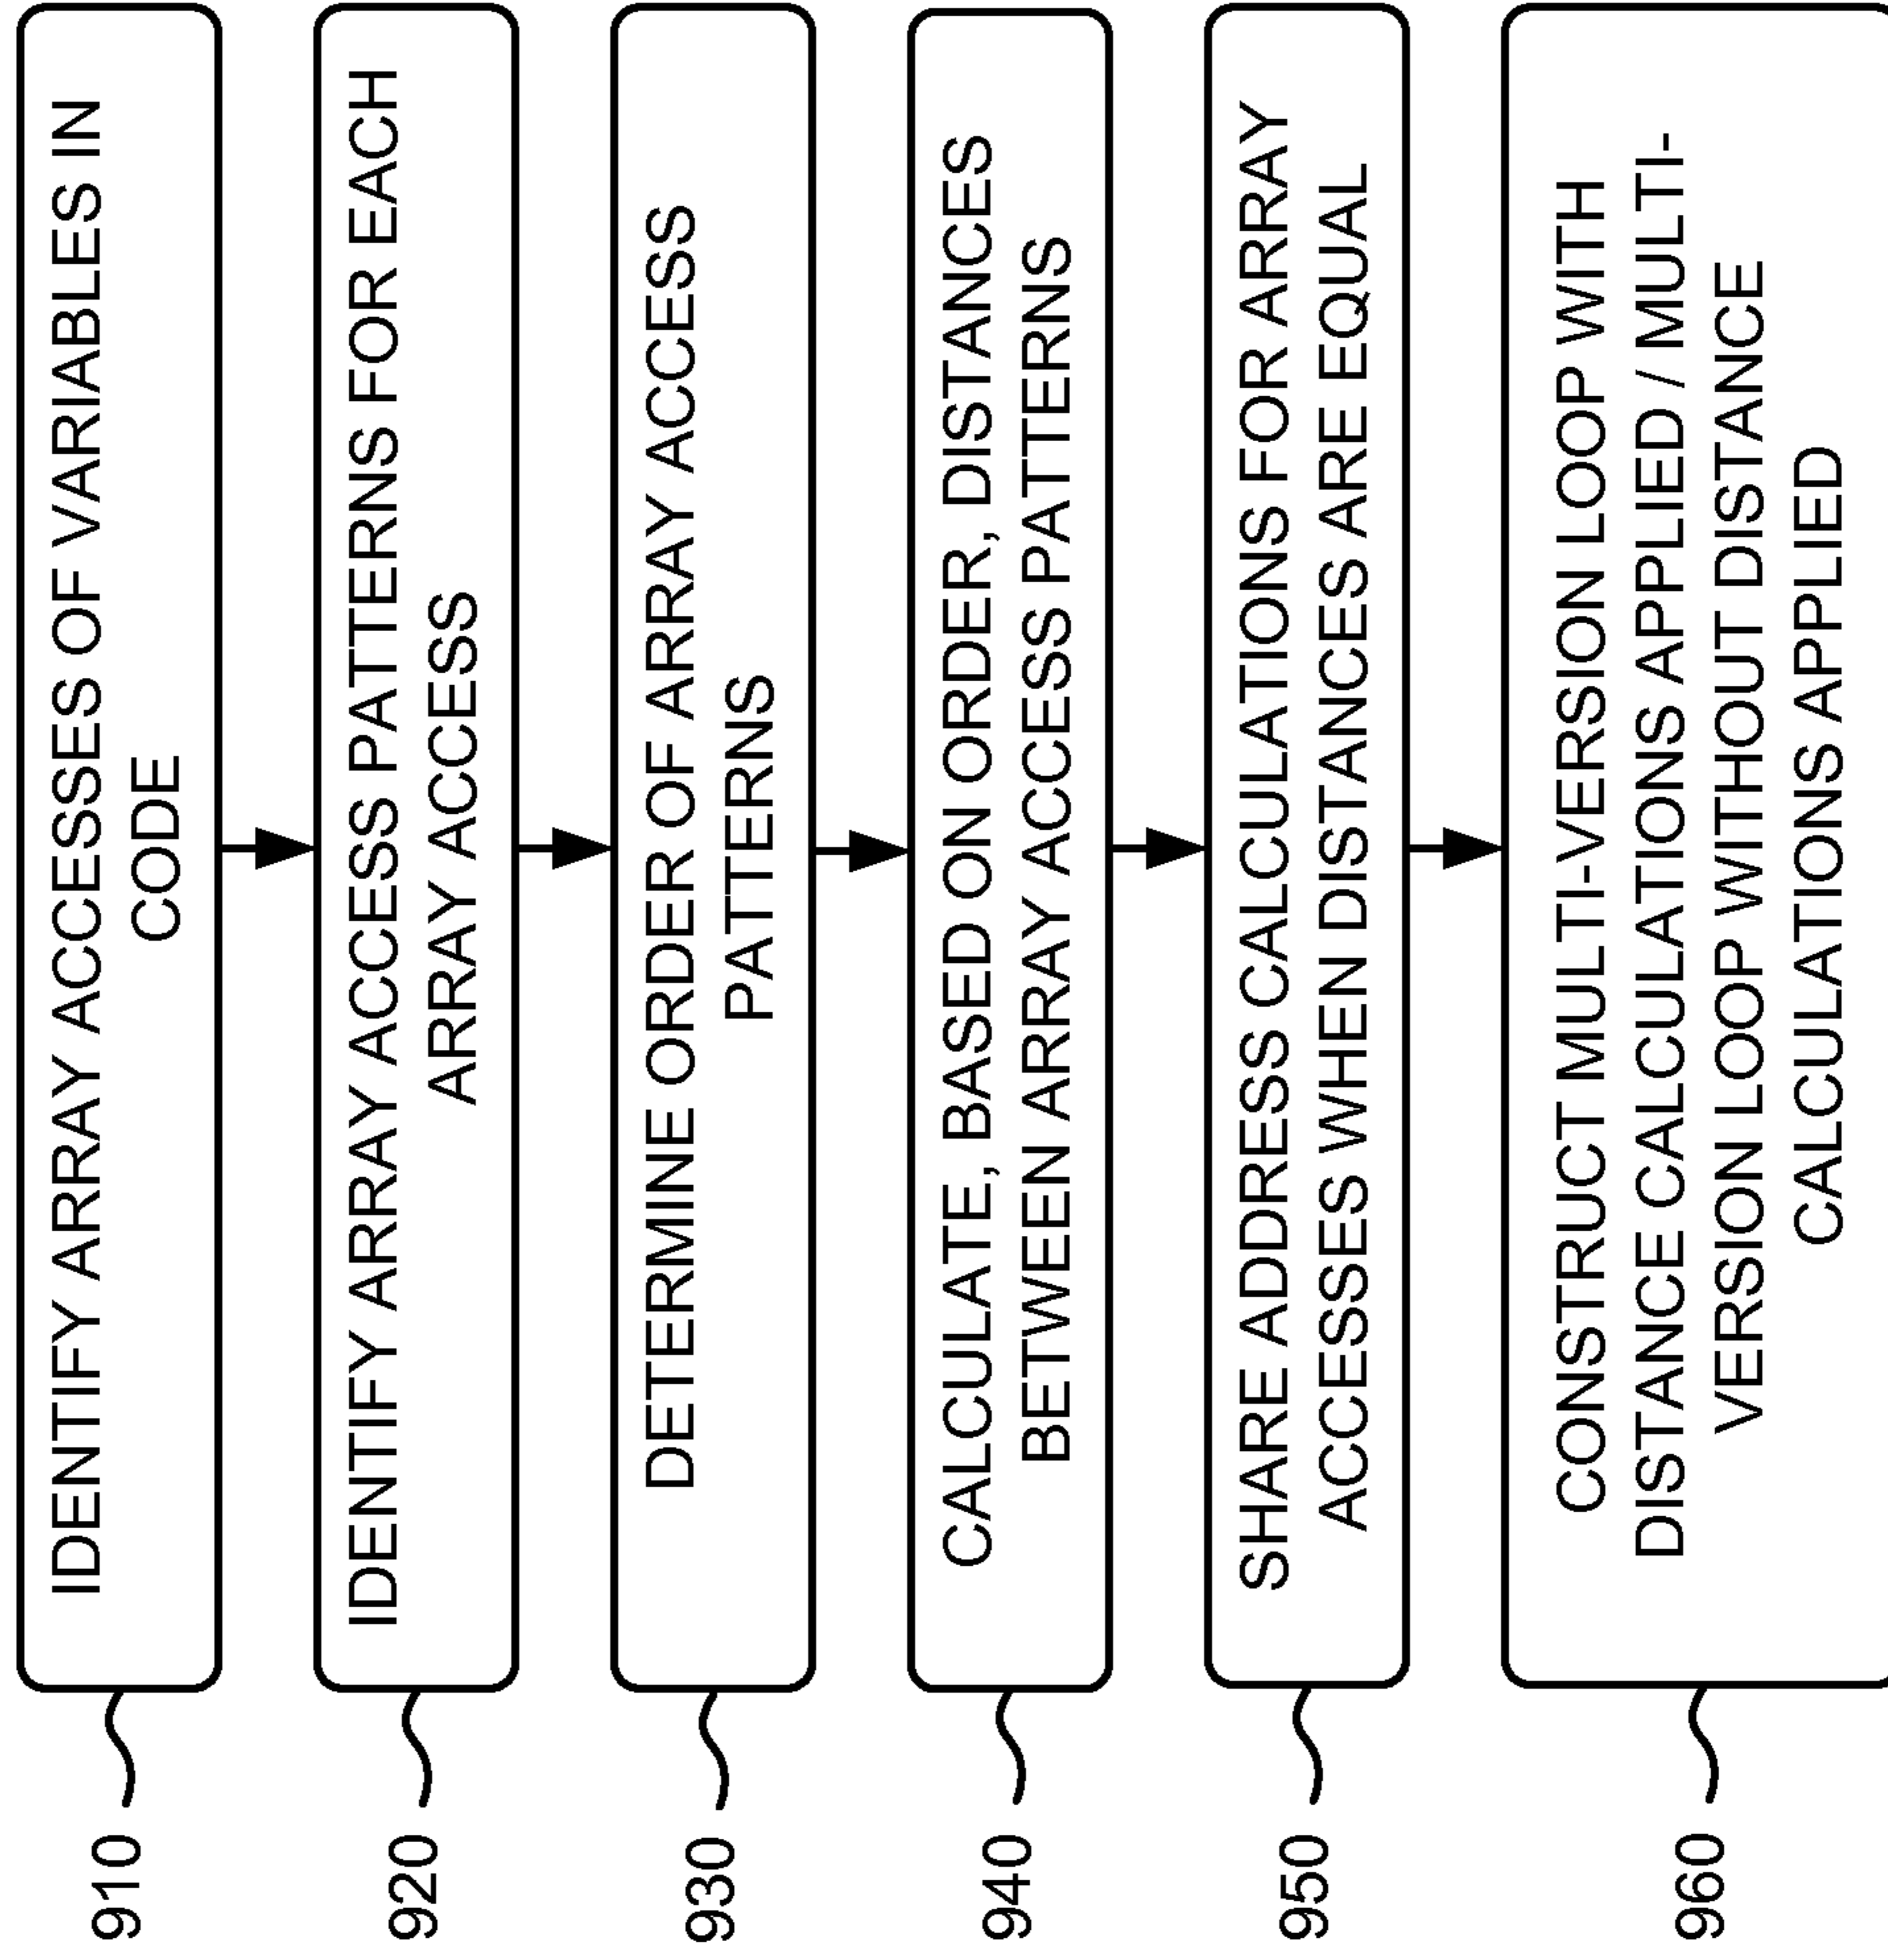 910
IDENTIFY ARRAY ACCESSES OF VARIABLES IN
CODE
920
IDENTIFY ARRAY ACCESS PATTERNS FOR EACH
ARRAY ACCESS
930
DETERMINE ORDER OF ARRAY ACCESS
PATTERNS
940
CALCULATE, BASED ON ORDER, DISTANCES
BETWEEN ARRAY ACCESS PATTERNS
950
SHARE ADDRESS CALCULATIONS FOR ARRAY
ACCESSES WHEN DISTANCES ARE EQUAL
960
CONSTRUCT MULTI-VERSION LOOP WITH
DISTANCE CALCULATIONS APPLIED / MULTI-
VERSION LOOP WITHOUT DISTANCE
CALCULATIONS APPLIED